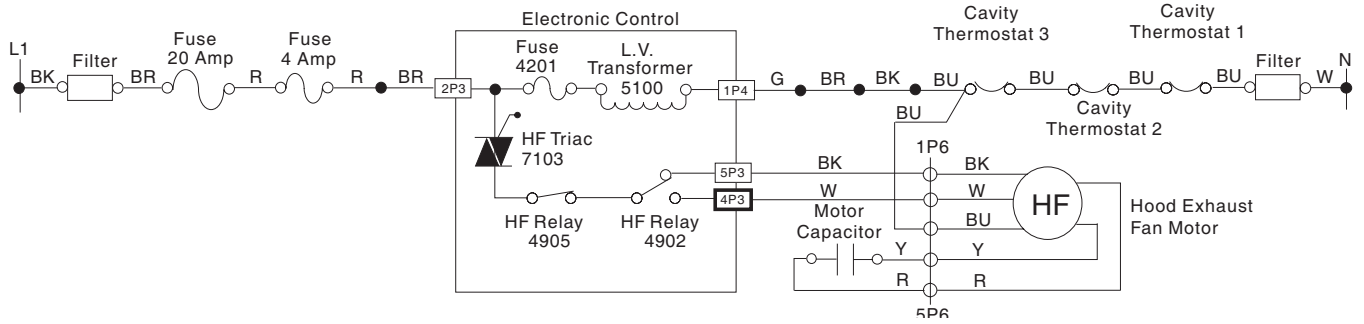 Electronic Control
Cavity
Thermostat 3
Cavity
Thermostat 1
L1
Filter
Fuse
20 Amp
Fuse
4 Amp
Fuse
4201
L.V.
Transformer
5100
Filter
N
BK
BR
R
R
BR
2P3
1P4
G
BR
BK
BU
BU
BU
BU
W
BU
Cavity
Thermostat 2
HF Triac
7103
1P6
5P3
BK
BK
4P3
W
W
HF
HF Relay
4905
HF Relay
4902
Motor
Capacitor
BU
Hood Exhaust
Fan Motor
Y
Y
R
R
5P6